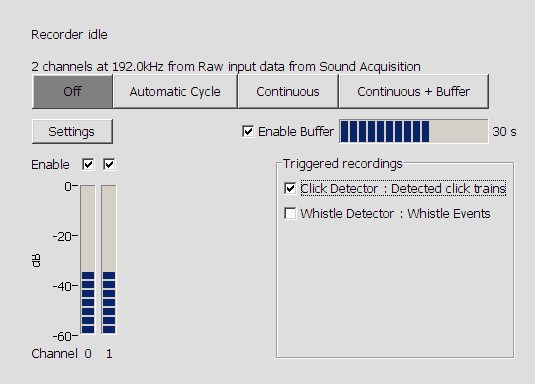 Recorder idle
2 channels at 192.0kHz from Raw input data from Sound Acquisition
Off Automatic Cycle Continuous Continuous + Buffer
Settings Enable Buffer 30 s
Enable
Triggered recordings
Click Detector : Detected click trains
Whistle Detector : Whistle Events
0
-20
dB
-40
-60
Channel 0 1